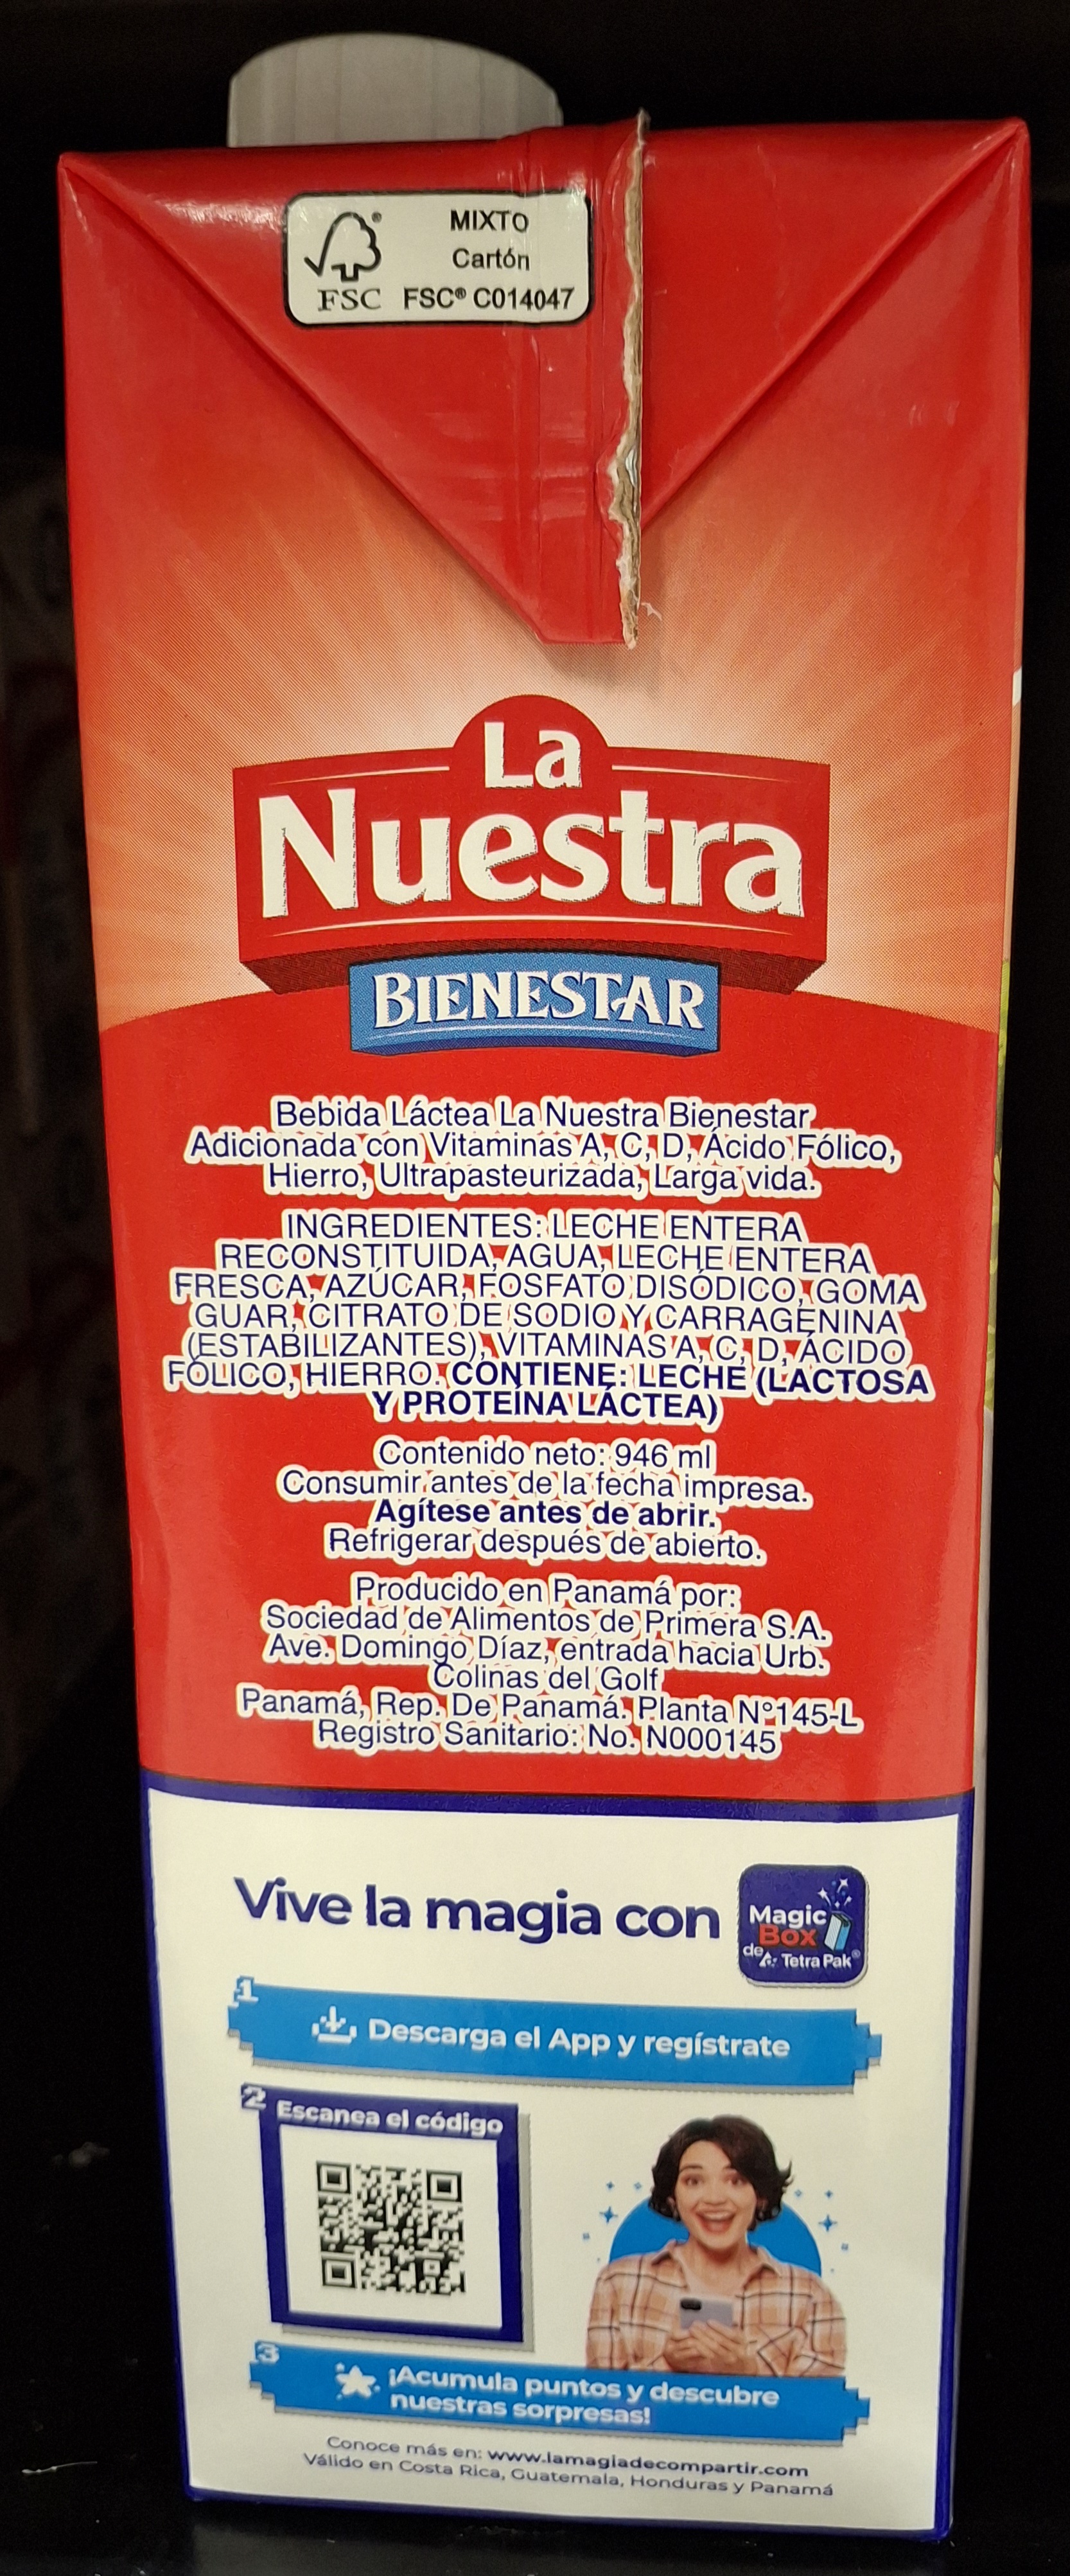 MIXTO
Cartón
FSC FSC® C014047
La
Nuestra
BIENESTAR
Bebida Láctea La Nuestra Bienestar
Adicionada con Vitaminas A, C, D, Ácido Fólico,
Hierro, Ultrapasteurizada, Larga vida.
INGREDIENTES: LECHE ENTERA
RECONSTITUIDA, AGUA, LECHE ENTERA
FRESCA, AZÚCAR, FOSFATO DISÓDICO, GOMA
GUAR, CITRATO DE SODIO Y CARRAGENINA
(ESTABILIZANTES), VITAMINAS A, C, D, ÁCIDO
FÓLICO, HIERRO. CONTIENE: LECHE (LACTOSA
Y PROTEÍNA LÁCTEA)
Contenido neto: 946 ml
Consumir antes de la fecha impresa.
Agítese antes de abrir.
Refrigerar después de abierto.
Producido en Panamá por:
Sociedad de Alimentos de Primera S.A.
Ave. Domingo Díaz, entrada hacia Urb.
Colinas del Golf
Panamá, Rep. De Panamá. Planta N°145-L
Registro Sanitario: No. N000145
Vive la magia con
Magic
Box
de Tetra Pak®
1
Descarga el App y regístrate
2 Escanea el código
3
¡Acumula puntos y descubre
nuestras sorpresas!
Conoce más en: www.lamagiadecompartir.com
Válido en Costa Rica, Guatemala, Honduras y Panamá